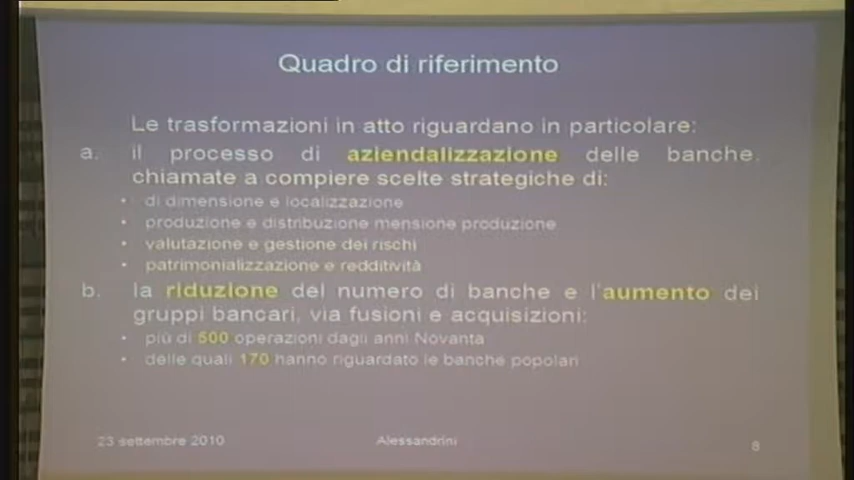 Quadro di riferimento
Le trasformazioni in atto riguardano in particolare:
a. il processo di aziendalizzazione delle banche,
chiamate a compiere scelte strategiche di:
• di dimensione e localizzazione
• produzione e distribuzione mensione produzione
• valutazione e gestione dei rischi
• patrimonializzazione e redditività
b. la riduzione del numero di banche e l'aumento dei
gruppi bancari, via fusioni e acquisizioni:
• più di 500 operazioni dagli anni Novanta
• delle quali 170 hanno riguardato le banche popolari
23 settembre 2010 Alessandrini 8